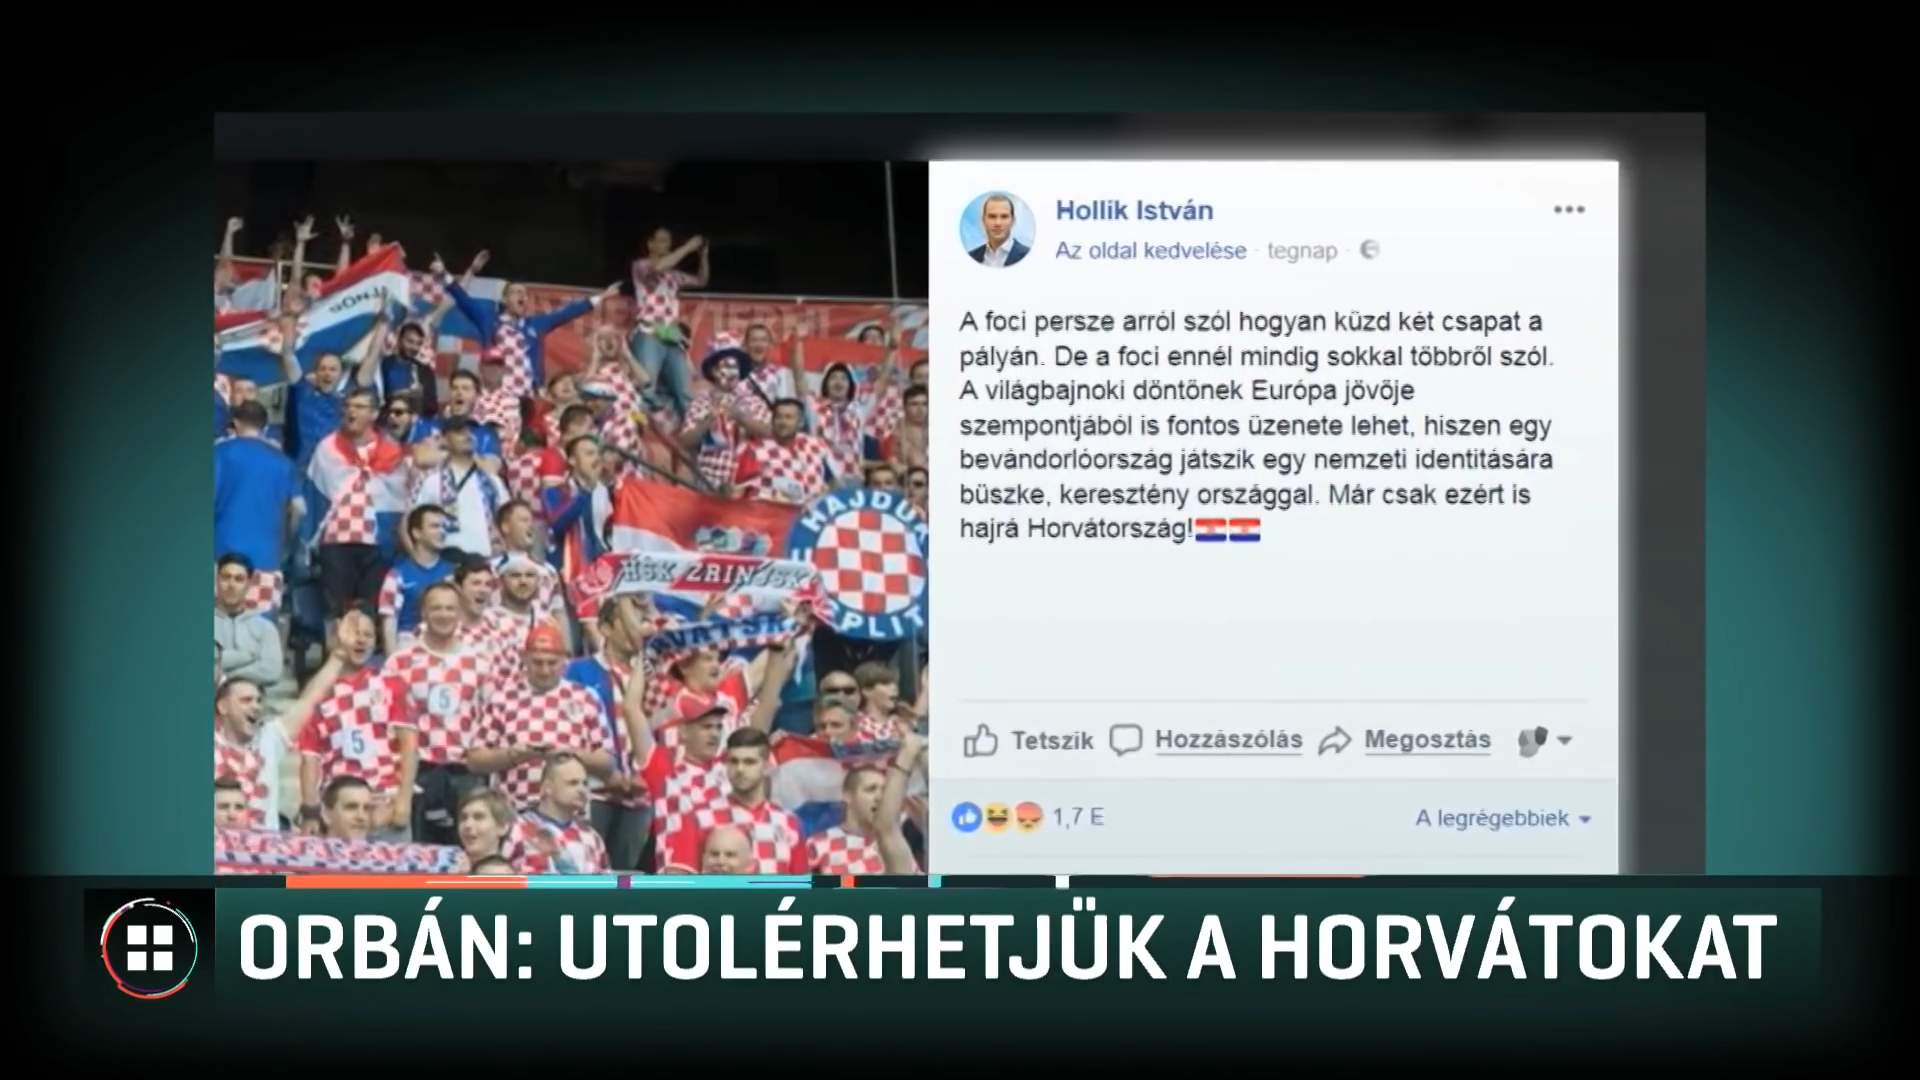 Hollik István
Az oldal kedvelése · tegnap ·
A foci persze arról szól hogyan küzd két csapat a
pályán. De a foci ennél mindig sokkal többről szól.
A világbajnoki döntőnek Európa jövője
szempontjából is fontos üzenete lehet, hiszen egy
bevándorlóország játszik egy nemzeti identitására
büszke, keresztény országgal. Már csak ezért is
hajrá Horvátország!🇭🇷🇭🇷
HAJDUK
SPLIT
HŠK ZRINJSKI
5
5
Tetszik Hozzászólás Megosztás
1,7 E
A legrégebbiek
ORBÁN: UTOLÉRHETJÜK A HORVÁTOKAT